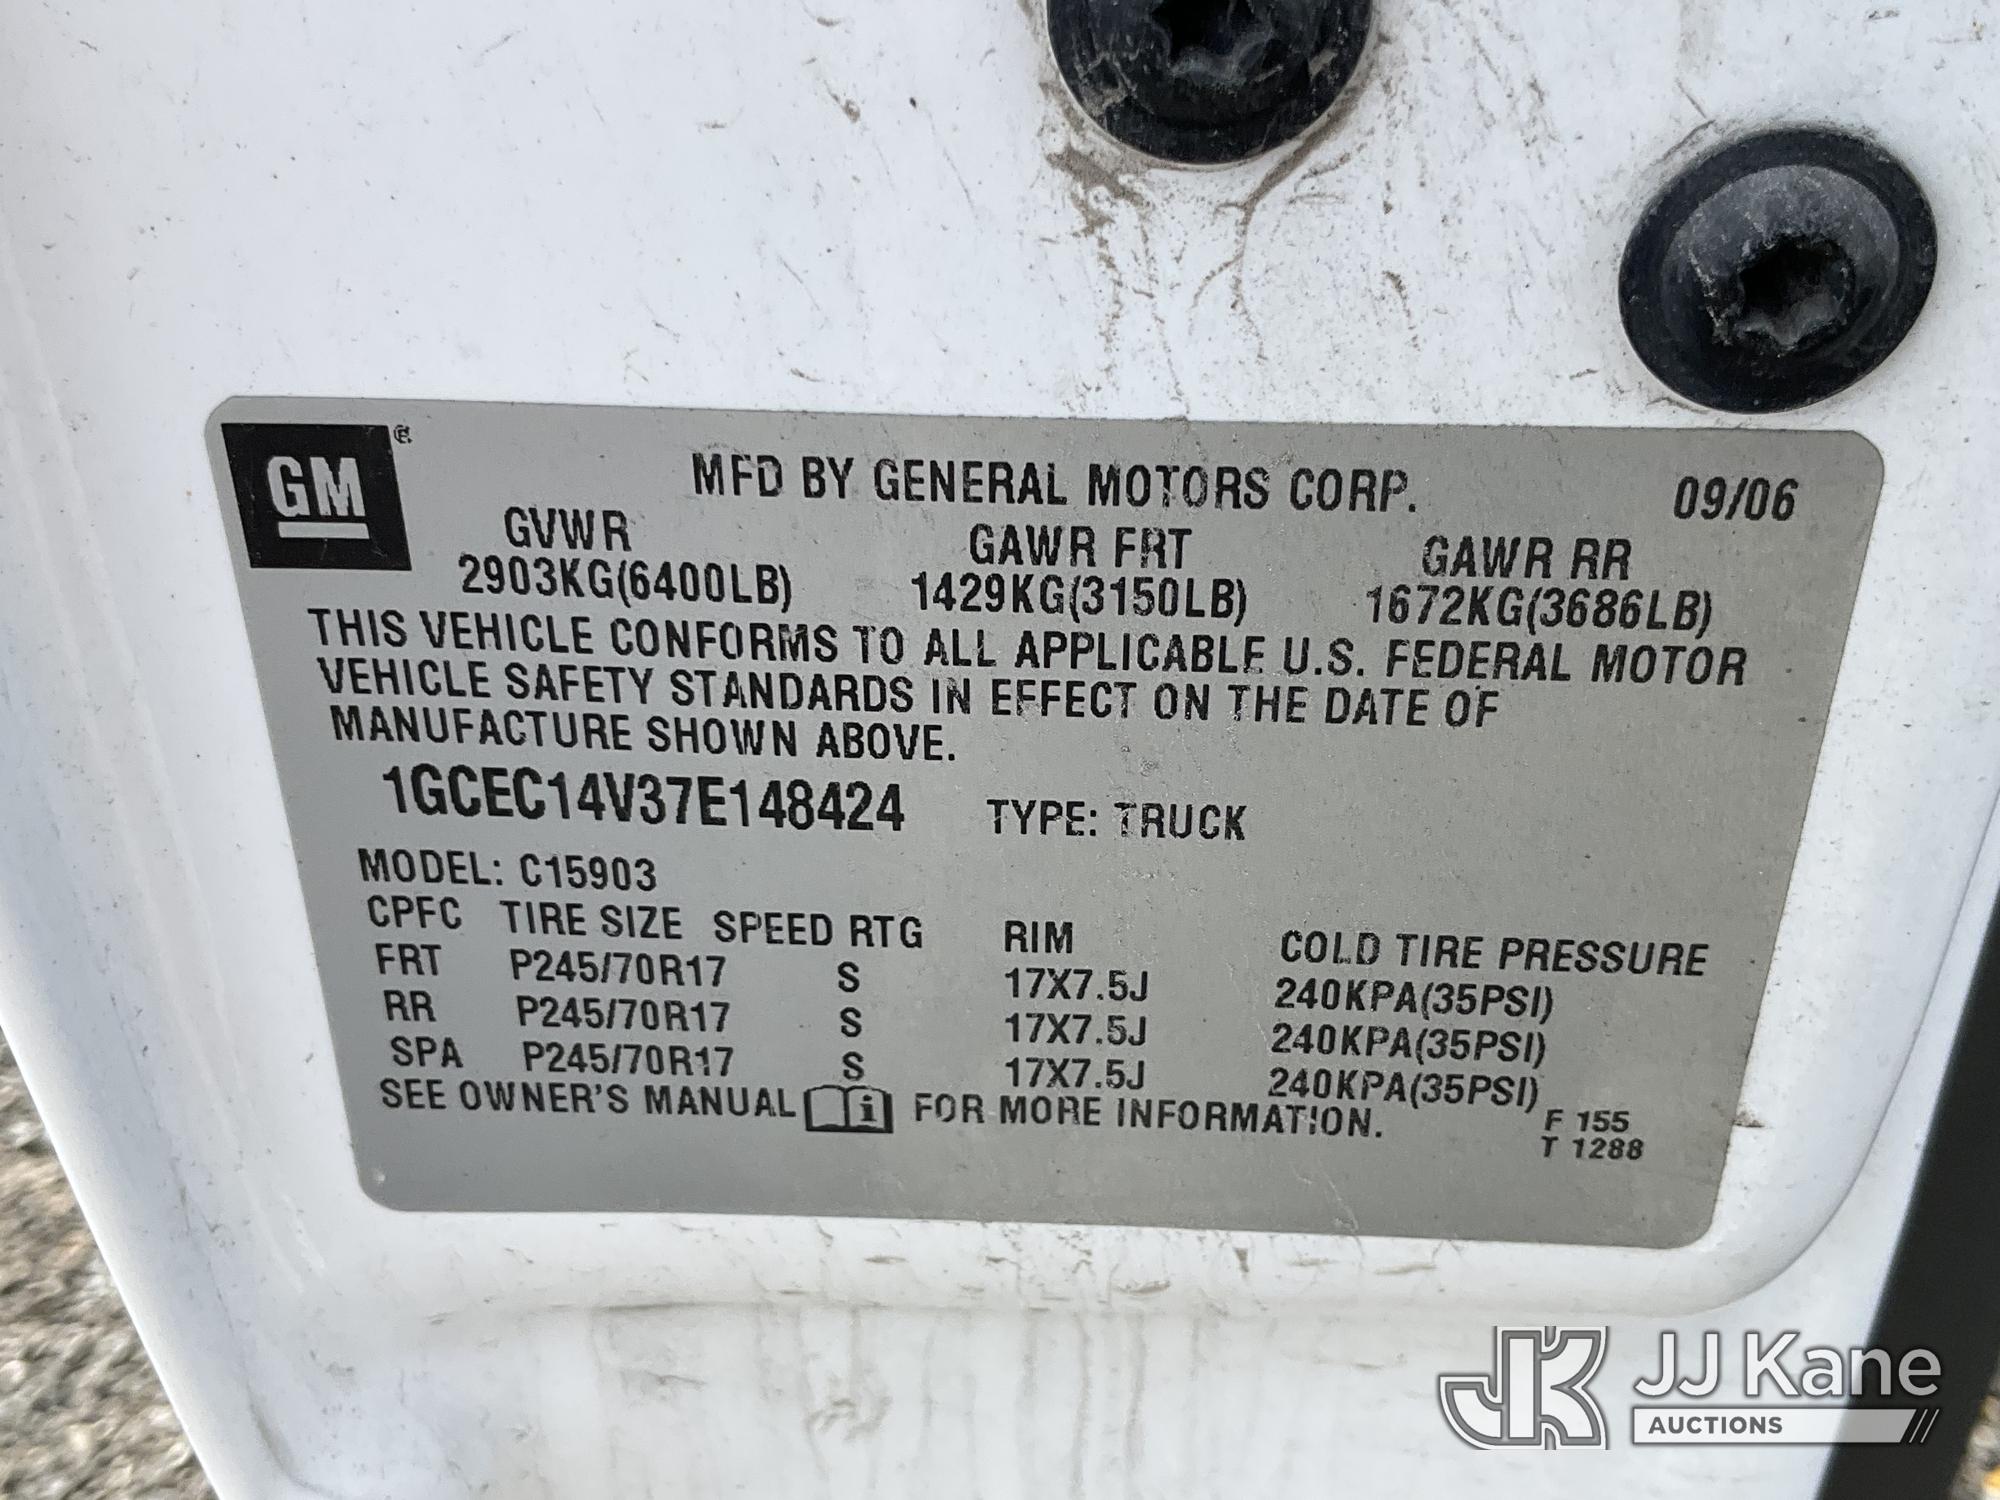 GM
MFD BY GENERAL MOTORS CORP. 09/06
GVWR GAWR FRT GAWR RR
2903KG(6400LB) 1429KG(3150LB) 1672KG(3686LB)
THIS VEHICLE CONFORMS TO ALL APPLICABLE U.S. FEDERAL MOTOR
VEHICLE SAFETY STANDARDS IN EFFECT ON THE DATE OF
MANUFACTURE SHOWN ABOVE.
1GCEC14V37E148424 TYPE: TRUCK
MODEL: C15903
CPFC TIRE SIZE SPEED RTG RIM COLD TIRE PRESSURE
FRT P245/70R17 S 17X7.5J 240KPA(35PSI)
RR P245/70R17 S 17X7.5J 240KPA(35PSI)
SPA P245/70R17 S 17X7.5J 240KPA(35PSI)
SEE OWNER'S MANUAL i FOR MORE INFORMATION.
F 155
T 1288
JK JJ Kane
AUCTIONS